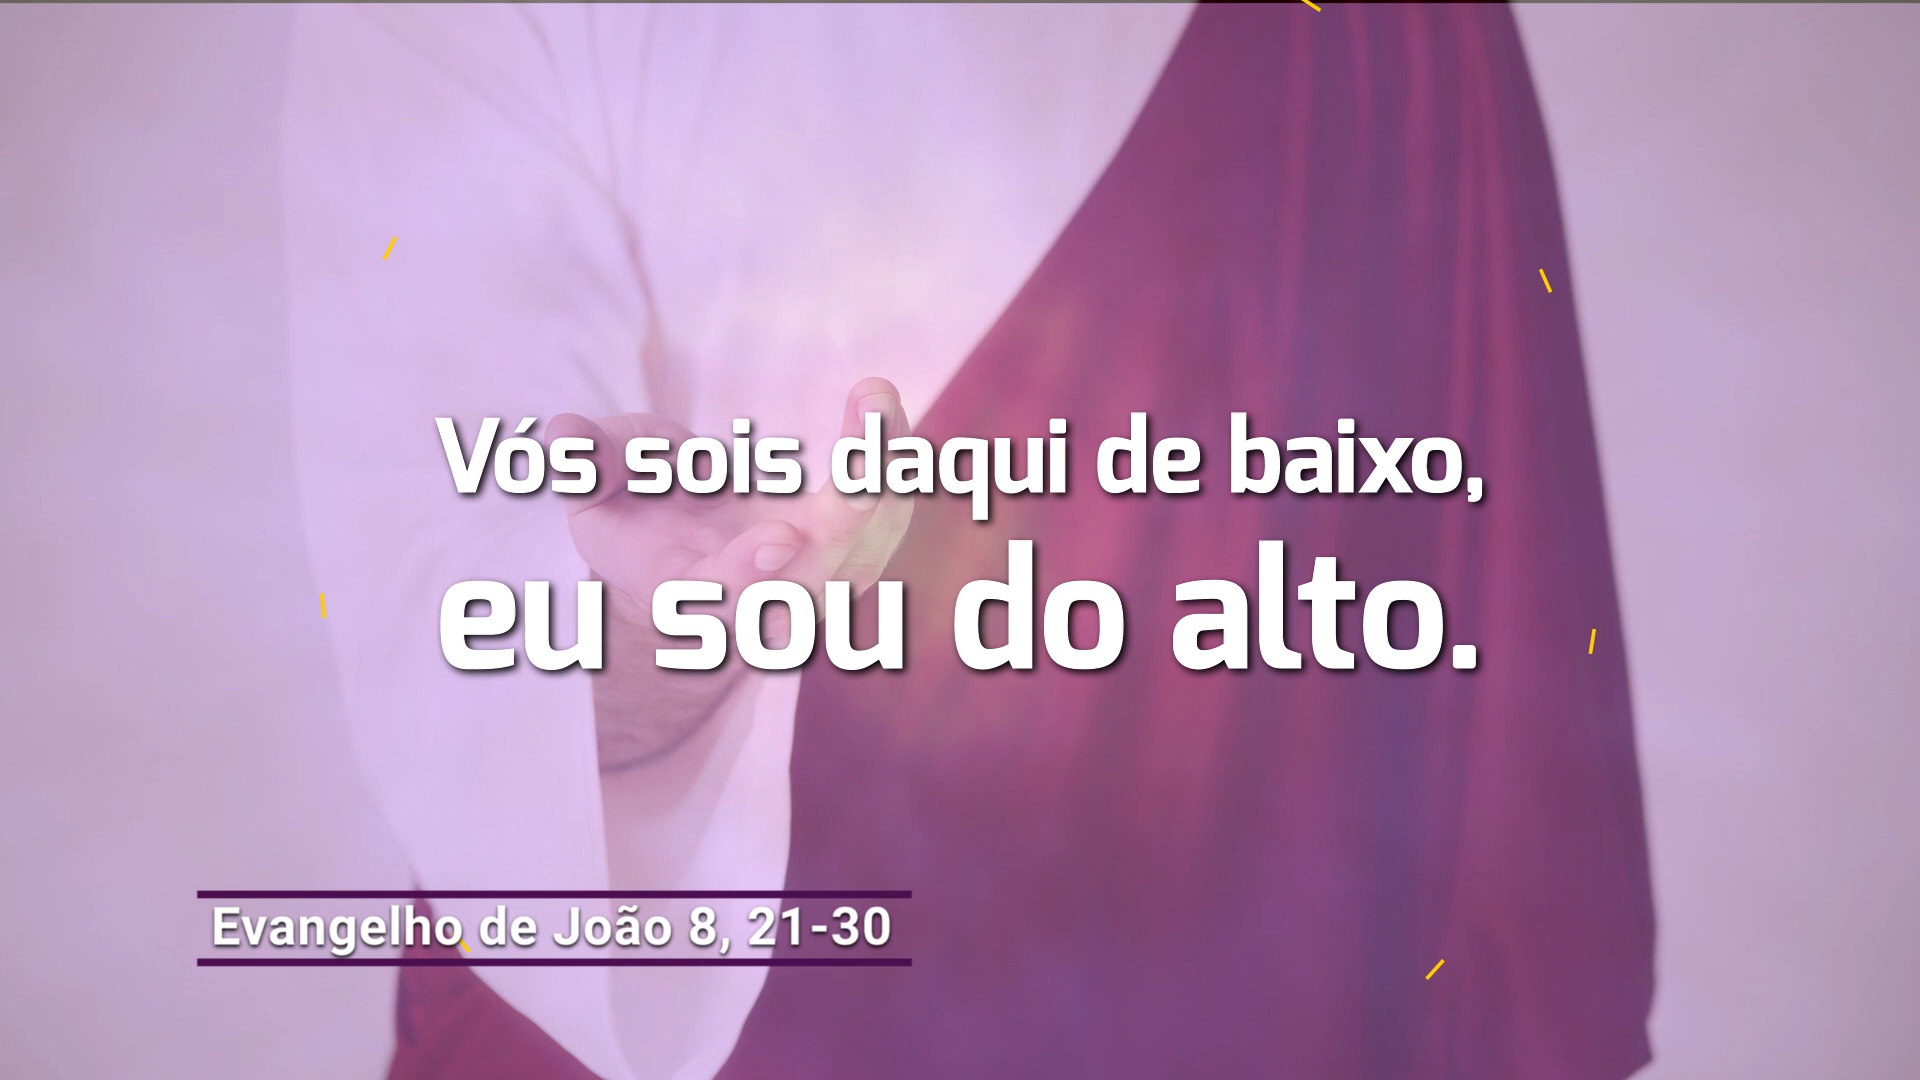 Vós sois daqui de baixo,
eu sou do alto.
Evangelho de João 8, 21-30